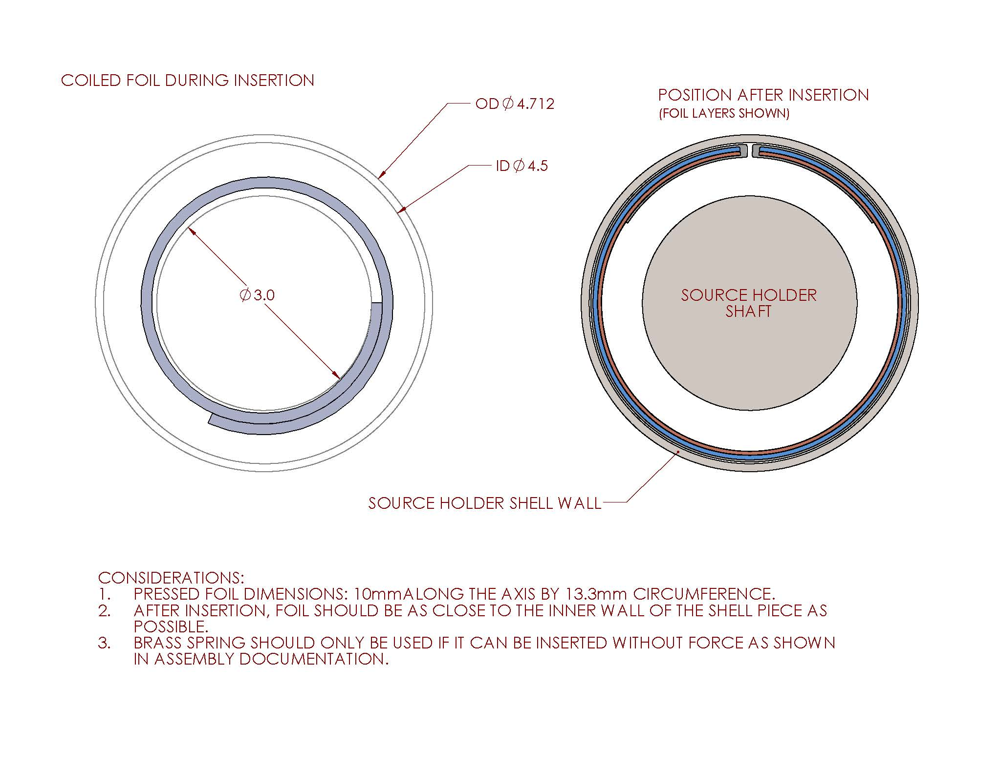 COILED FOIL DURING INSERTION
OD∅4.712
ID∅4.5
∅3.0
POSITION AFTER INSERTION
(FOIL LAYERS SHOWN)
SOURCE HOLDER
SHAFT
SOURCE HOLDER SHELL WALL
CONSIDERATIONS:
1. PRESSED FOIL DIMENSIONS: 10mmALONG THE AXIS BY 13.3mm CIRCUMFERENCE.
2. AFTER INSERTION, FOIL SHOULD BE AS CLOSE TO THE INNER WALL OF THE SHELL PIECE AS
POSSIBLE.
3. BRASS SPRING SHOULD ONLY BE USED IF IT CAN BE INSERTED WITHOUT FORCE AS SHOWN
IN ASSEMBLY DOCUMENTATION.